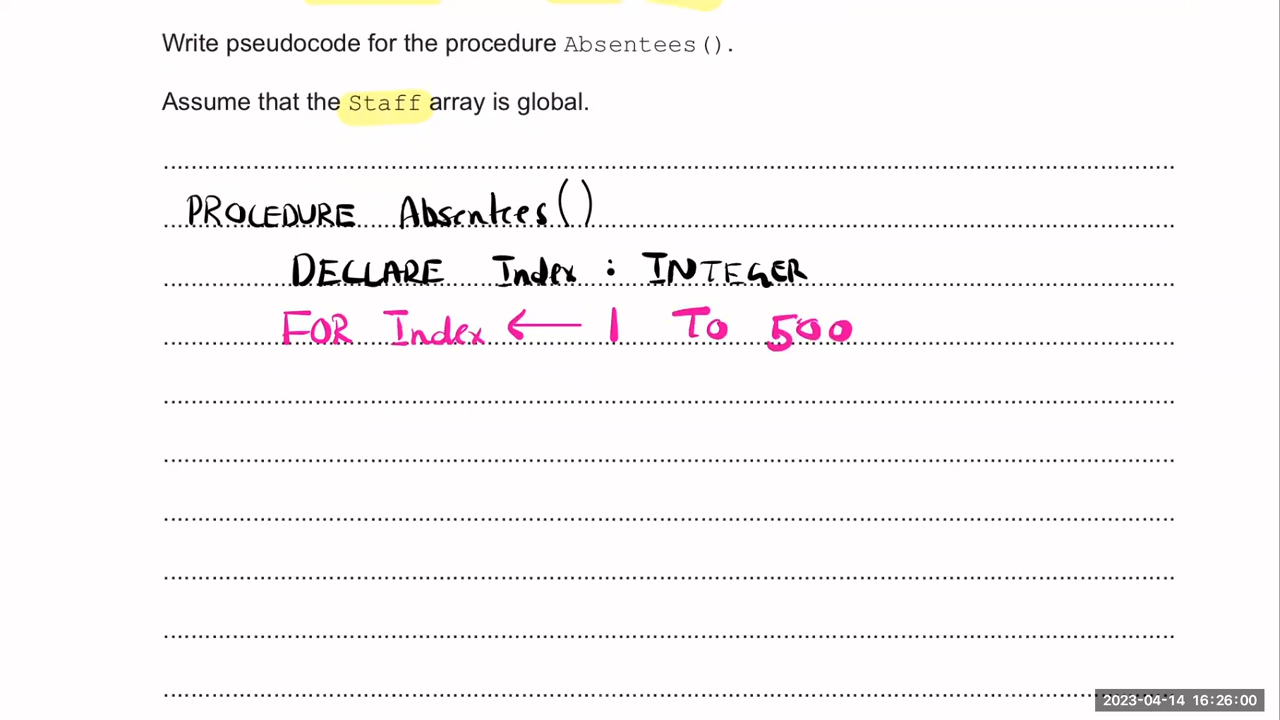 Write pseudocode for the procedure Absentees().
Assume that the Staff array is global.
PROCEDURE Absentees()
DECLARE Index : INTEGER
FOR Index ← 1 TO 500
2023-04-14 16:26:00